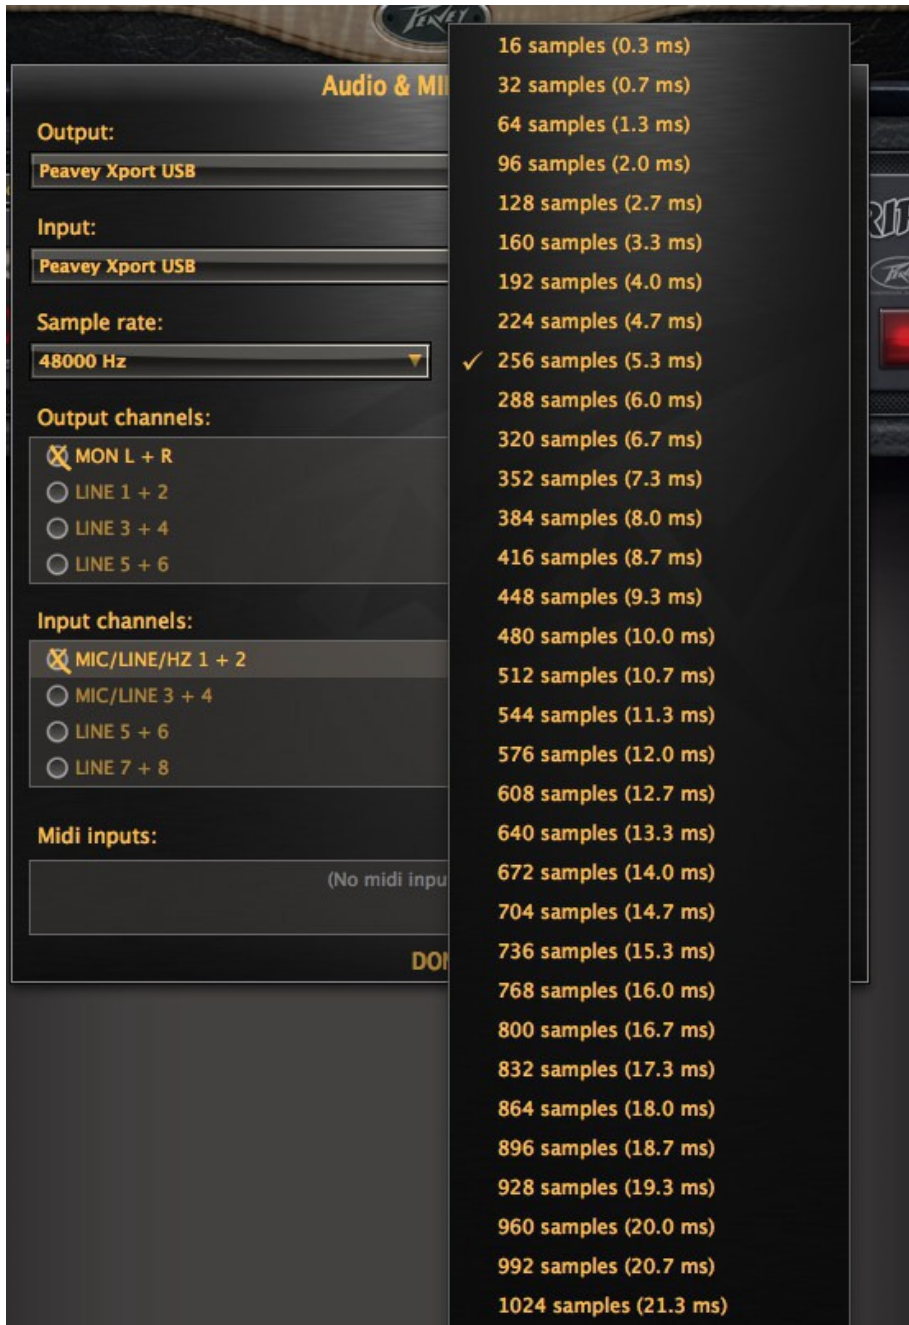 PEAVEY
Audio & MI
Output:
Peavey Xport USB
Input:
Peavey Xport USB
Sample rate:
48000 Hz
Output channels:
MON L + R
LINE 1 + 2
LINE 3 + 4
LINE 5 + 6
Input channels:
MIC/LINE/HZ 1 + 2
MIC/LINE 3 + 4
LINE 5 + 6
LINE 7 + 8
Midi inputs:
(No midi inpu
DON
16 samples (0.3 ms)
32 samples (0.7 ms)
64 samples (1.3 ms)
96 samples (2.0 ms)
128 samples (2.7 ms)
160 samples (3.3 ms)
192 samples (4.0 ms)
224 samples (4.7 ms)
✓ 256 samples (5.3 ms)
288 samples (6.0 ms)
320 samples (6.7 ms)
352 samples (7.3 ms)
384 samples (8.0 ms)
416 samples (8.7 ms)
448 samples (9.3 ms)
480 samples (10.0 ms)
512 samples (10.7 ms)
544 samples (11.3 ms)
576 samples (12.0 ms)
608 samples (12.7 ms)
640 samples (13.3 ms)
672 samples (14.0 ms)
704 samples (14.7 ms)
736 samples (15.3 ms)
768 samples (16.0 ms)
800 samples (16.7 ms)
832 samples (17.3 ms)
864 samples (18.0 ms)
896 samples (18.7 ms)
928 samples (19.3 ms)
960 samples (20.0 ms)
992 samples (20.7 ms)
1024 samples (21.3 ms)